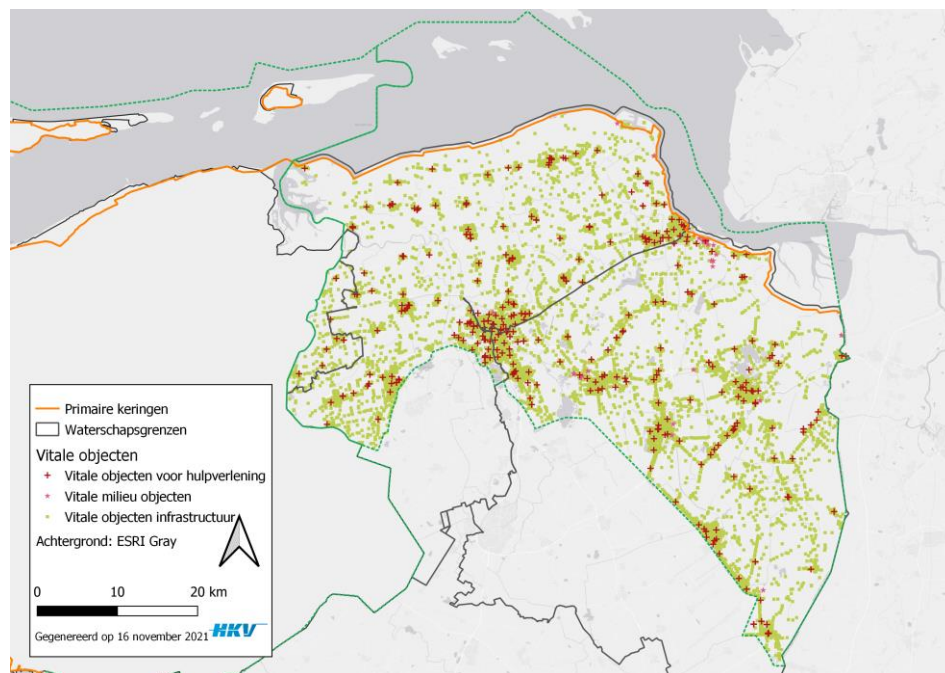 Primaire keringen
Waterschapsgrenzen
Vitale objecten
Vitale objecten voor hulpverlening
Vitale milieu objecten
Vitale objecten infrastructuur
Achtergrond: ESRI Gray
0 10 20 km
Gegenereerd op 16 november 2021 HKV